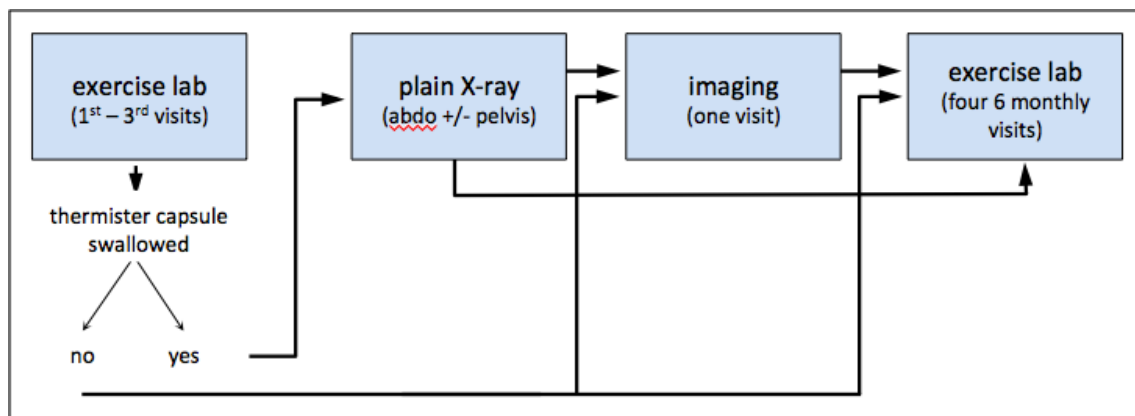 exercise lab
(1st – 3rd visits)
thermister capsule
swallowed
no
yes
plain X-ray
(abdo +/- pelvis)
imaging
(one visit)
exercise lab
(four 6 monthly
visits)